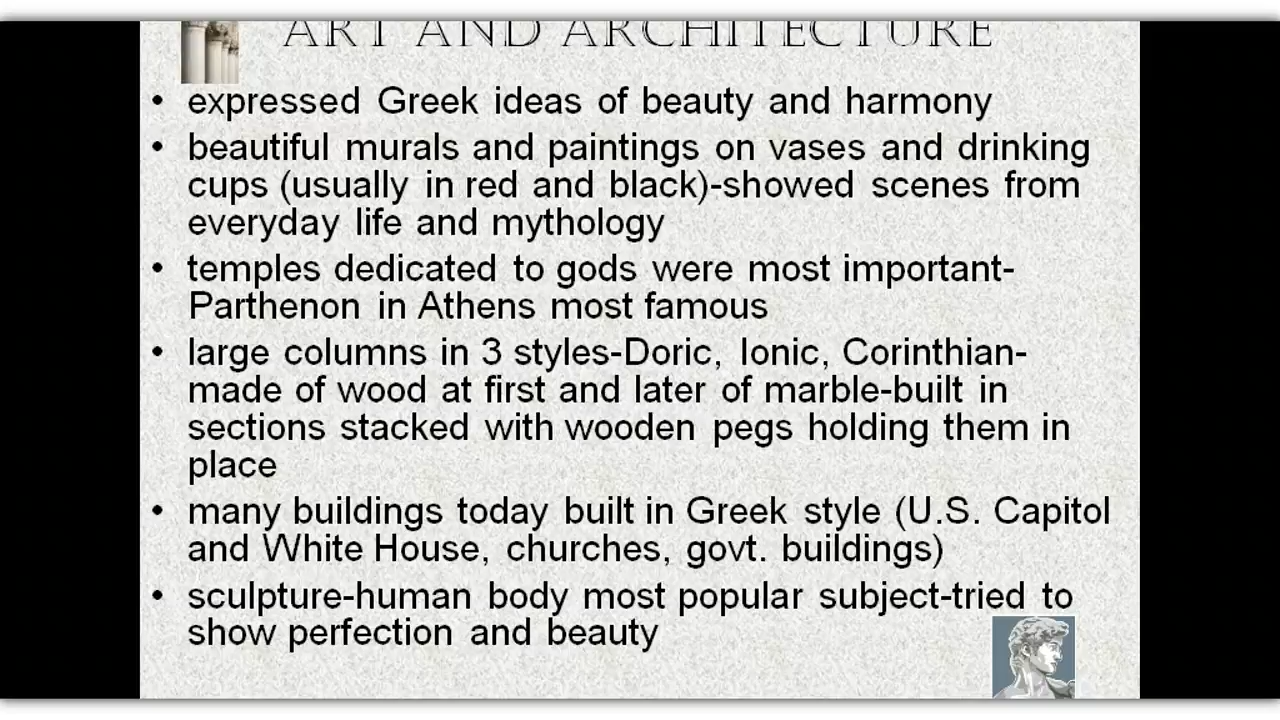 ART AND ARCHITECTURE
• expressed Greek ideas of beauty and harmony
• beautiful murals and paintings on vases and drinking
cups (usually in red and black)-showed scenes from
everyday life and mythology
• temples dedicated to gods were most important-
Parthenon in Athens most famous
• large columns in 3 styles-Doric, Ionic, Corinthian-
made of wood at first and later of marble-built in
sections stacked with wooden pegs holding them in
place
• many buildings today built in Greek style (U.S. Capitol
and White House, churches, govt. buildings)
• sculpture-human body most popular subject-tried to
show perfection and beauty